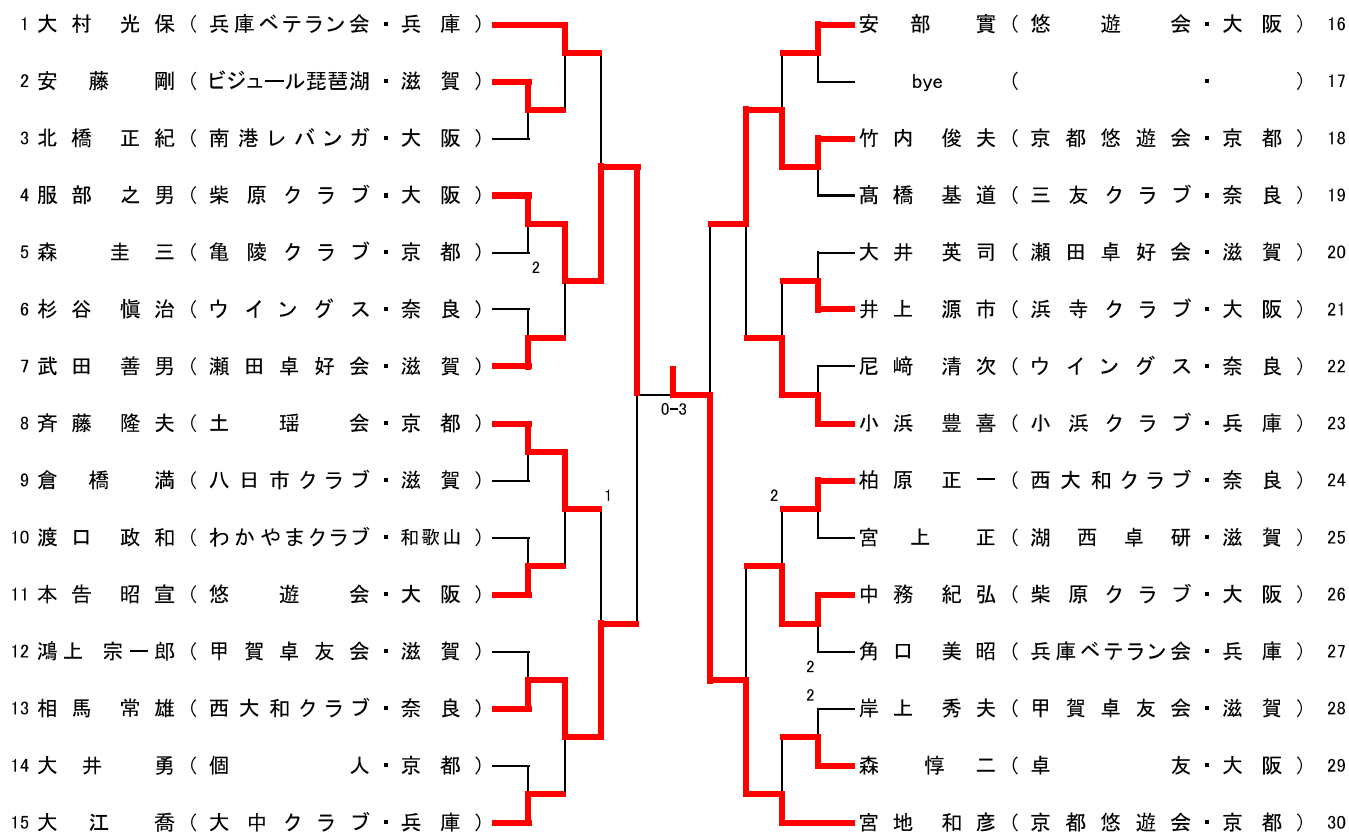 1 大村 光保 ( 兵庫ベテラン会・兵庫 )
2 安藤 剛 ( ビジュール琵琶湖・滋賀 )
3 北橋 正紀 ( 南港レバンガ・大阪 )
4 服部 之男 ( 柴原クラブ・大阪 )
5 森 圭三 ( 亀陵クラブ・京都 )
2
6 杉谷 愼治 ( ウイングス・奈良 )
7 武田 善男 ( 瀬田卓好会・滋賀 )
8 斉藤 隆夫 ( 土瑶会・京都 )
9 倉橋 満 ( 八日市クラブ・滋賀 )
1
10 渡口 政和 ( わかやまクラブ・和歌山 )
11 本告 昭宣 ( 悠遊会・大阪 )
12 鴻上 宗一郎 ( 甲賀卓友会・滋賀 )
13 相馬 常雄 ( 西大和クラブ・奈良 )
14 大井 勇 ( 個人・京都 )
15 大江 喬 ( 大中クラブ・兵庫 )
0-3
安部 實 ( 悠遊会・大阪 ) 16
bye ( ・ ) 17
竹内 俊夫 ( 京都悠遊会・京都 ) 18
髙橋 基道 ( 三友クラブ・奈良 ) 19
大井 英司 ( 瀬田卓好会・滋賀 ) 20
井上 源市 ( 浜寺クラブ・大阪 ) 21
尼﨑 清次 ( ウイングス・奈良 ) 22
小浜 豊喜 ( 小浜クラブ・兵庫 ) 23
柏原 正一 ( 西大和クラブ・奈良 ) 24
2
宮上 正 ( 湖西卓研・滋賀 ) 25
中務 紀弘 ( 柴原クラブ・大阪 ) 26
角口 美昭 ( 兵庫ベテラン会・兵庫 ) 27
2
2
岸上 秀夫 ( 甲賀卓友会・滋賀 ) 28
森 惇二 ( 卓友・大阪 ) 29
宮地 和彦 ( 京都悠遊会・京都 ) 30